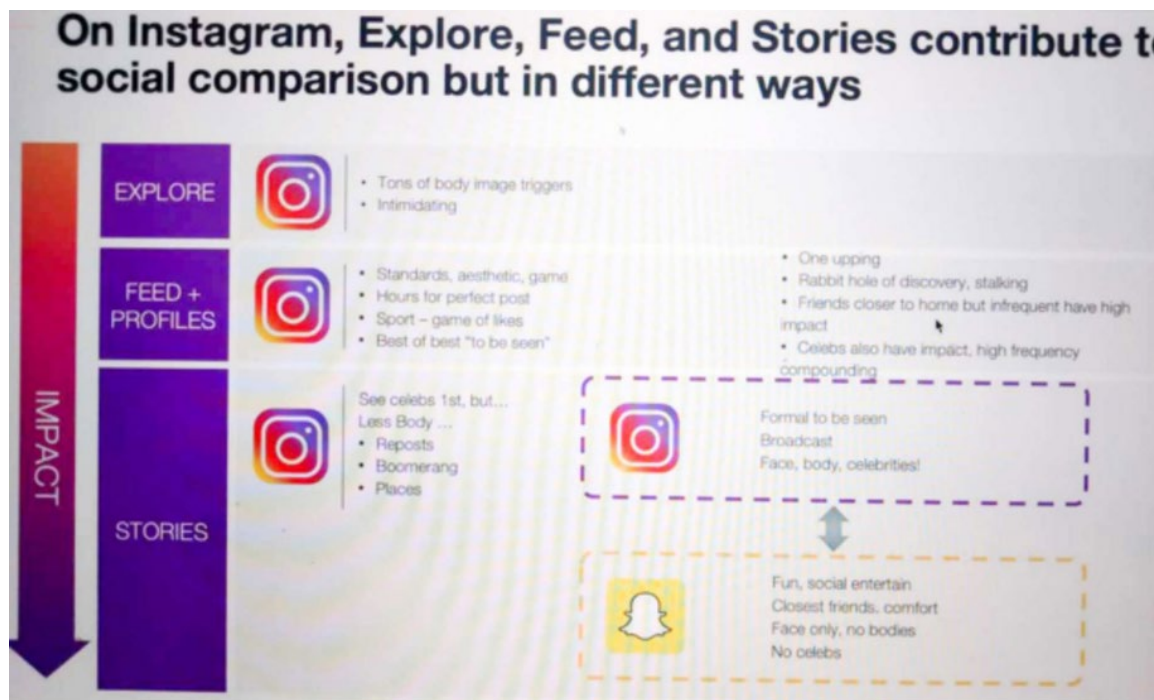 On Instagram, Explore, Feed, and Stories contribute to
social comparison but in different ways
IMPACT
EXPLORE
• Tons of body image triggers
• Intimidating
FEED +
PROFILES
• Standards, aesthetic, game
• Hours for perfect post
• Sport – game of likes
• Best of best "to be seen"
• One upping
• Rabbit hole of discovery, stalking
• Friends closer to home but infrequent have high
impact
• Celebs also have impact, high frequency
compounding
STORIES
See celebs 1st, but...
Less Body ...
• Reposts
• Boomerang
• Places
Formal to be seen
Broadcast
Face, body, celebrities!
Fun, social entertain
Closest friends, comfort
Face only, no bodies
No celebs